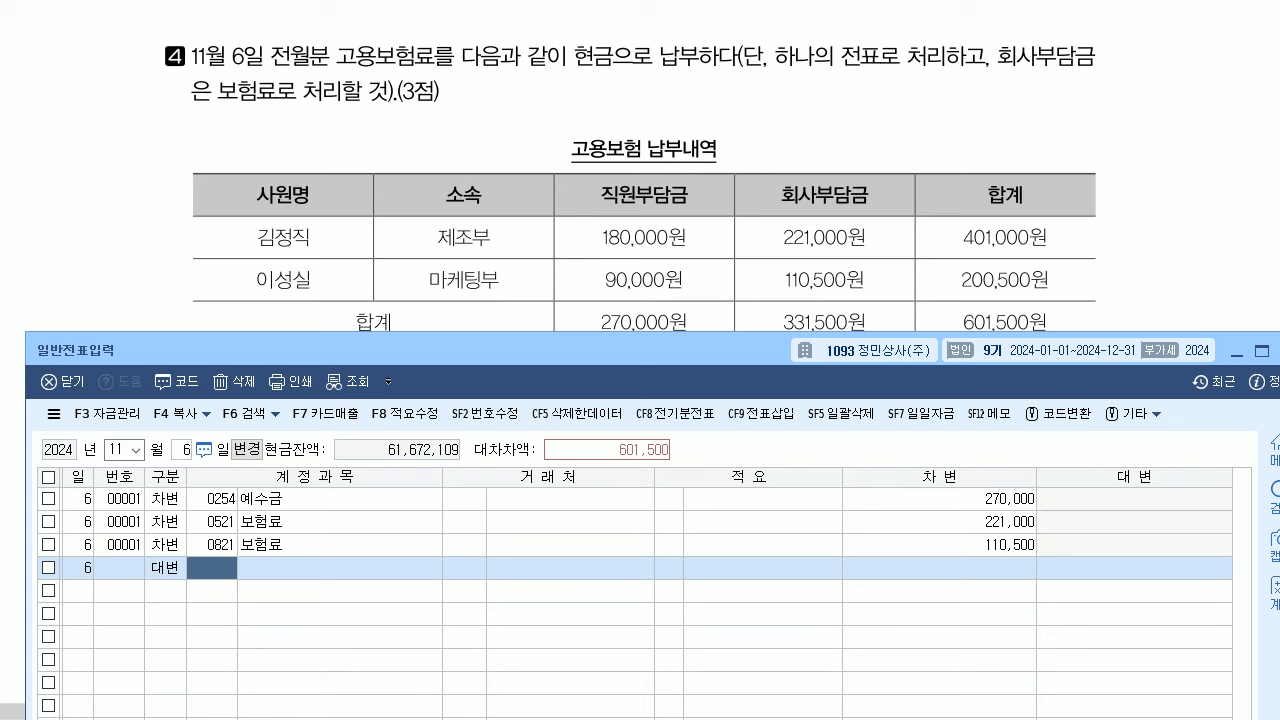 4 11월 6일 전월분 고용보험료를 다음과 같이 현금으로 납부하다(단, 하나의 전표로 처리하고, 회사부담금
은 보험료로 처리할 것).(3점)
고용보험 납부내역
사원명 소속 직원부담금 회사부담금 합계
김정직 제조부 180,000원 221,000원 401,000원
이성실 마케팅부 90,000원 110,500원 200,500원
합계 270,000원 331,500원 601,500원
일반전표입력 1093 정민상사(주) 법인 9기 2024-01-01~2024-12-31 부가세 2024
닫기 도움 코드 삭제 인쇄 조회 최근
F3 자금관리 F4 복사 F6 검색 F7 카드매출 F8 적요수정 SF2 번호수정 CF5 삭제한데이터 CF8 전기분전표 CF9 전표삽입 SF5 일괄삭제 SF7 일일자금 SF12 메모 코드변환 기타
2024 년 11 월 6 일 변경 현금잔액: 61,672,109 대차차액: 601,500
일 번호 구분 계정과목 거래처 적요 차변 대변
6 00001 차변 0254 예수금 270,000
6 00001 차변 0521 보험료 221,000
6 00001 차변 0821 보험료 110,500
6 대변